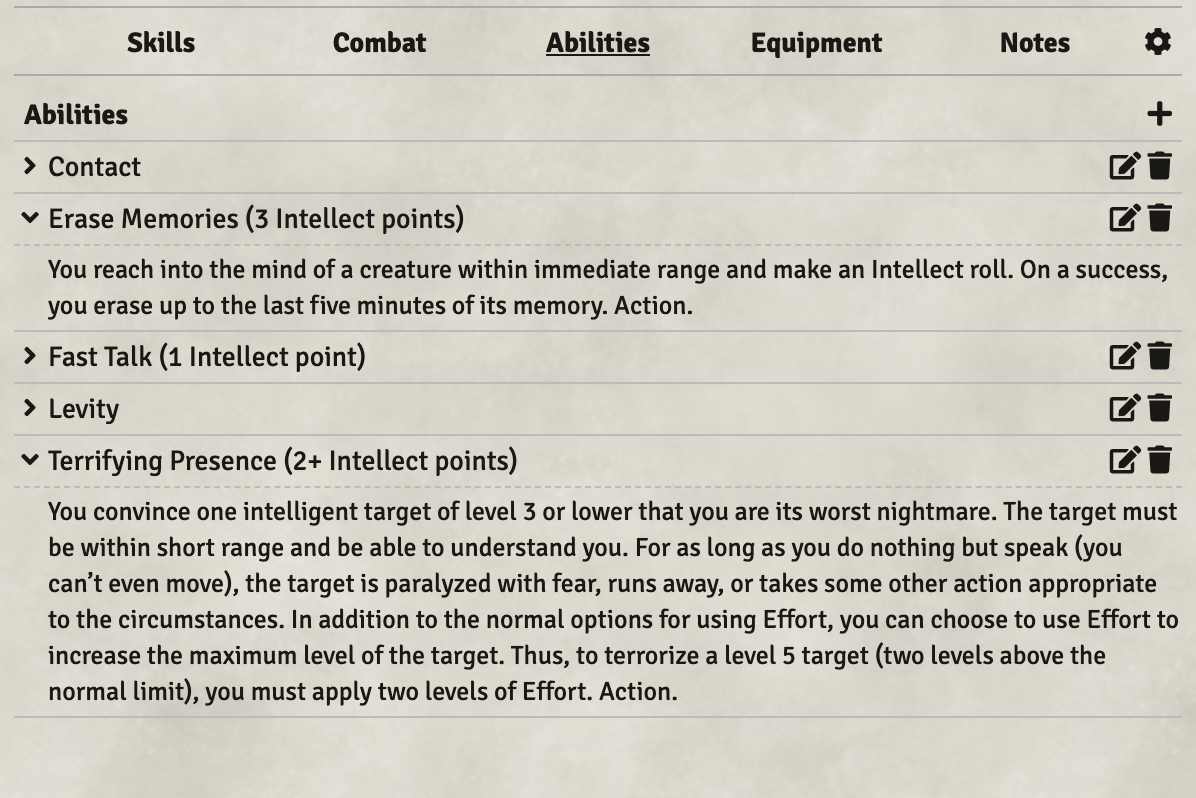 Skills Combat Abilities Equipment Notes
Abilities
Contact
Erase Memories (3 Intellect points)
You reach into the mind of a creature within immediate range and make an Intellect roll. On a success,
you erase up to the last five minutes of its memory. Action.
Fast Talk (1 Intellect point)
Levity
Terrifying Presence (2+ Intellect points)
You convince one intelligent target of level 3 or lower that you are its worst nightmare. The target must
be within short range and be able to understand you. For as long as you do nothing but speak (you
can’t even move), the target is paralyzed with fear, runs away, or takes some other action appropriate
to the circumstances. In addition to the normal options for using Effort, you can choose to use Effort to
increase the maximum level of the target. Thus, to terrorize a level 5 target (two levels above the
normal limit), you must apply two levels of Effort. Action.